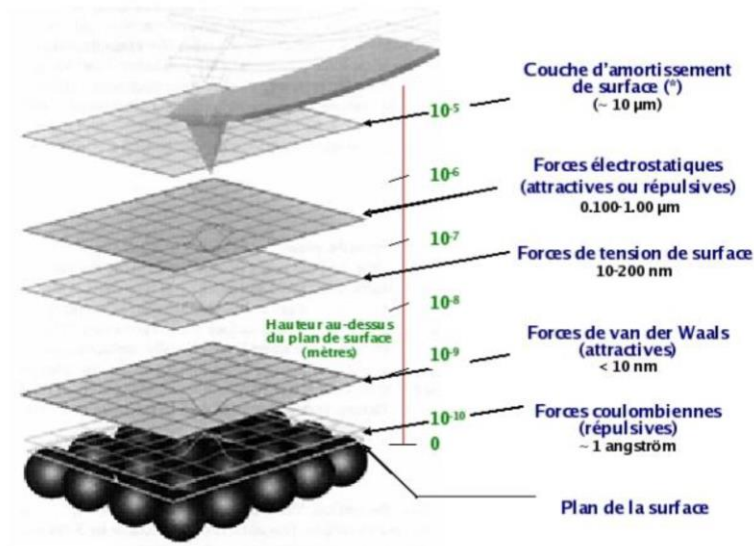 Couche d'amortissement
de surface (*)
(~ 10 µm)
10-5
Forces électrostatiques
(attractives ou répulsives)
0.100-1.00 µm
10-6
10-7
Forces de tension de surface
10-200 nm
10-8
Hauteur au-dessus
du plan de surface
(mètres)
Forces de van der Waals
(attractives)
< 10 nm
10-9
Forces coulombiennes
(répulsives)
~ 1 angström
10-10
0
Plan de la surface